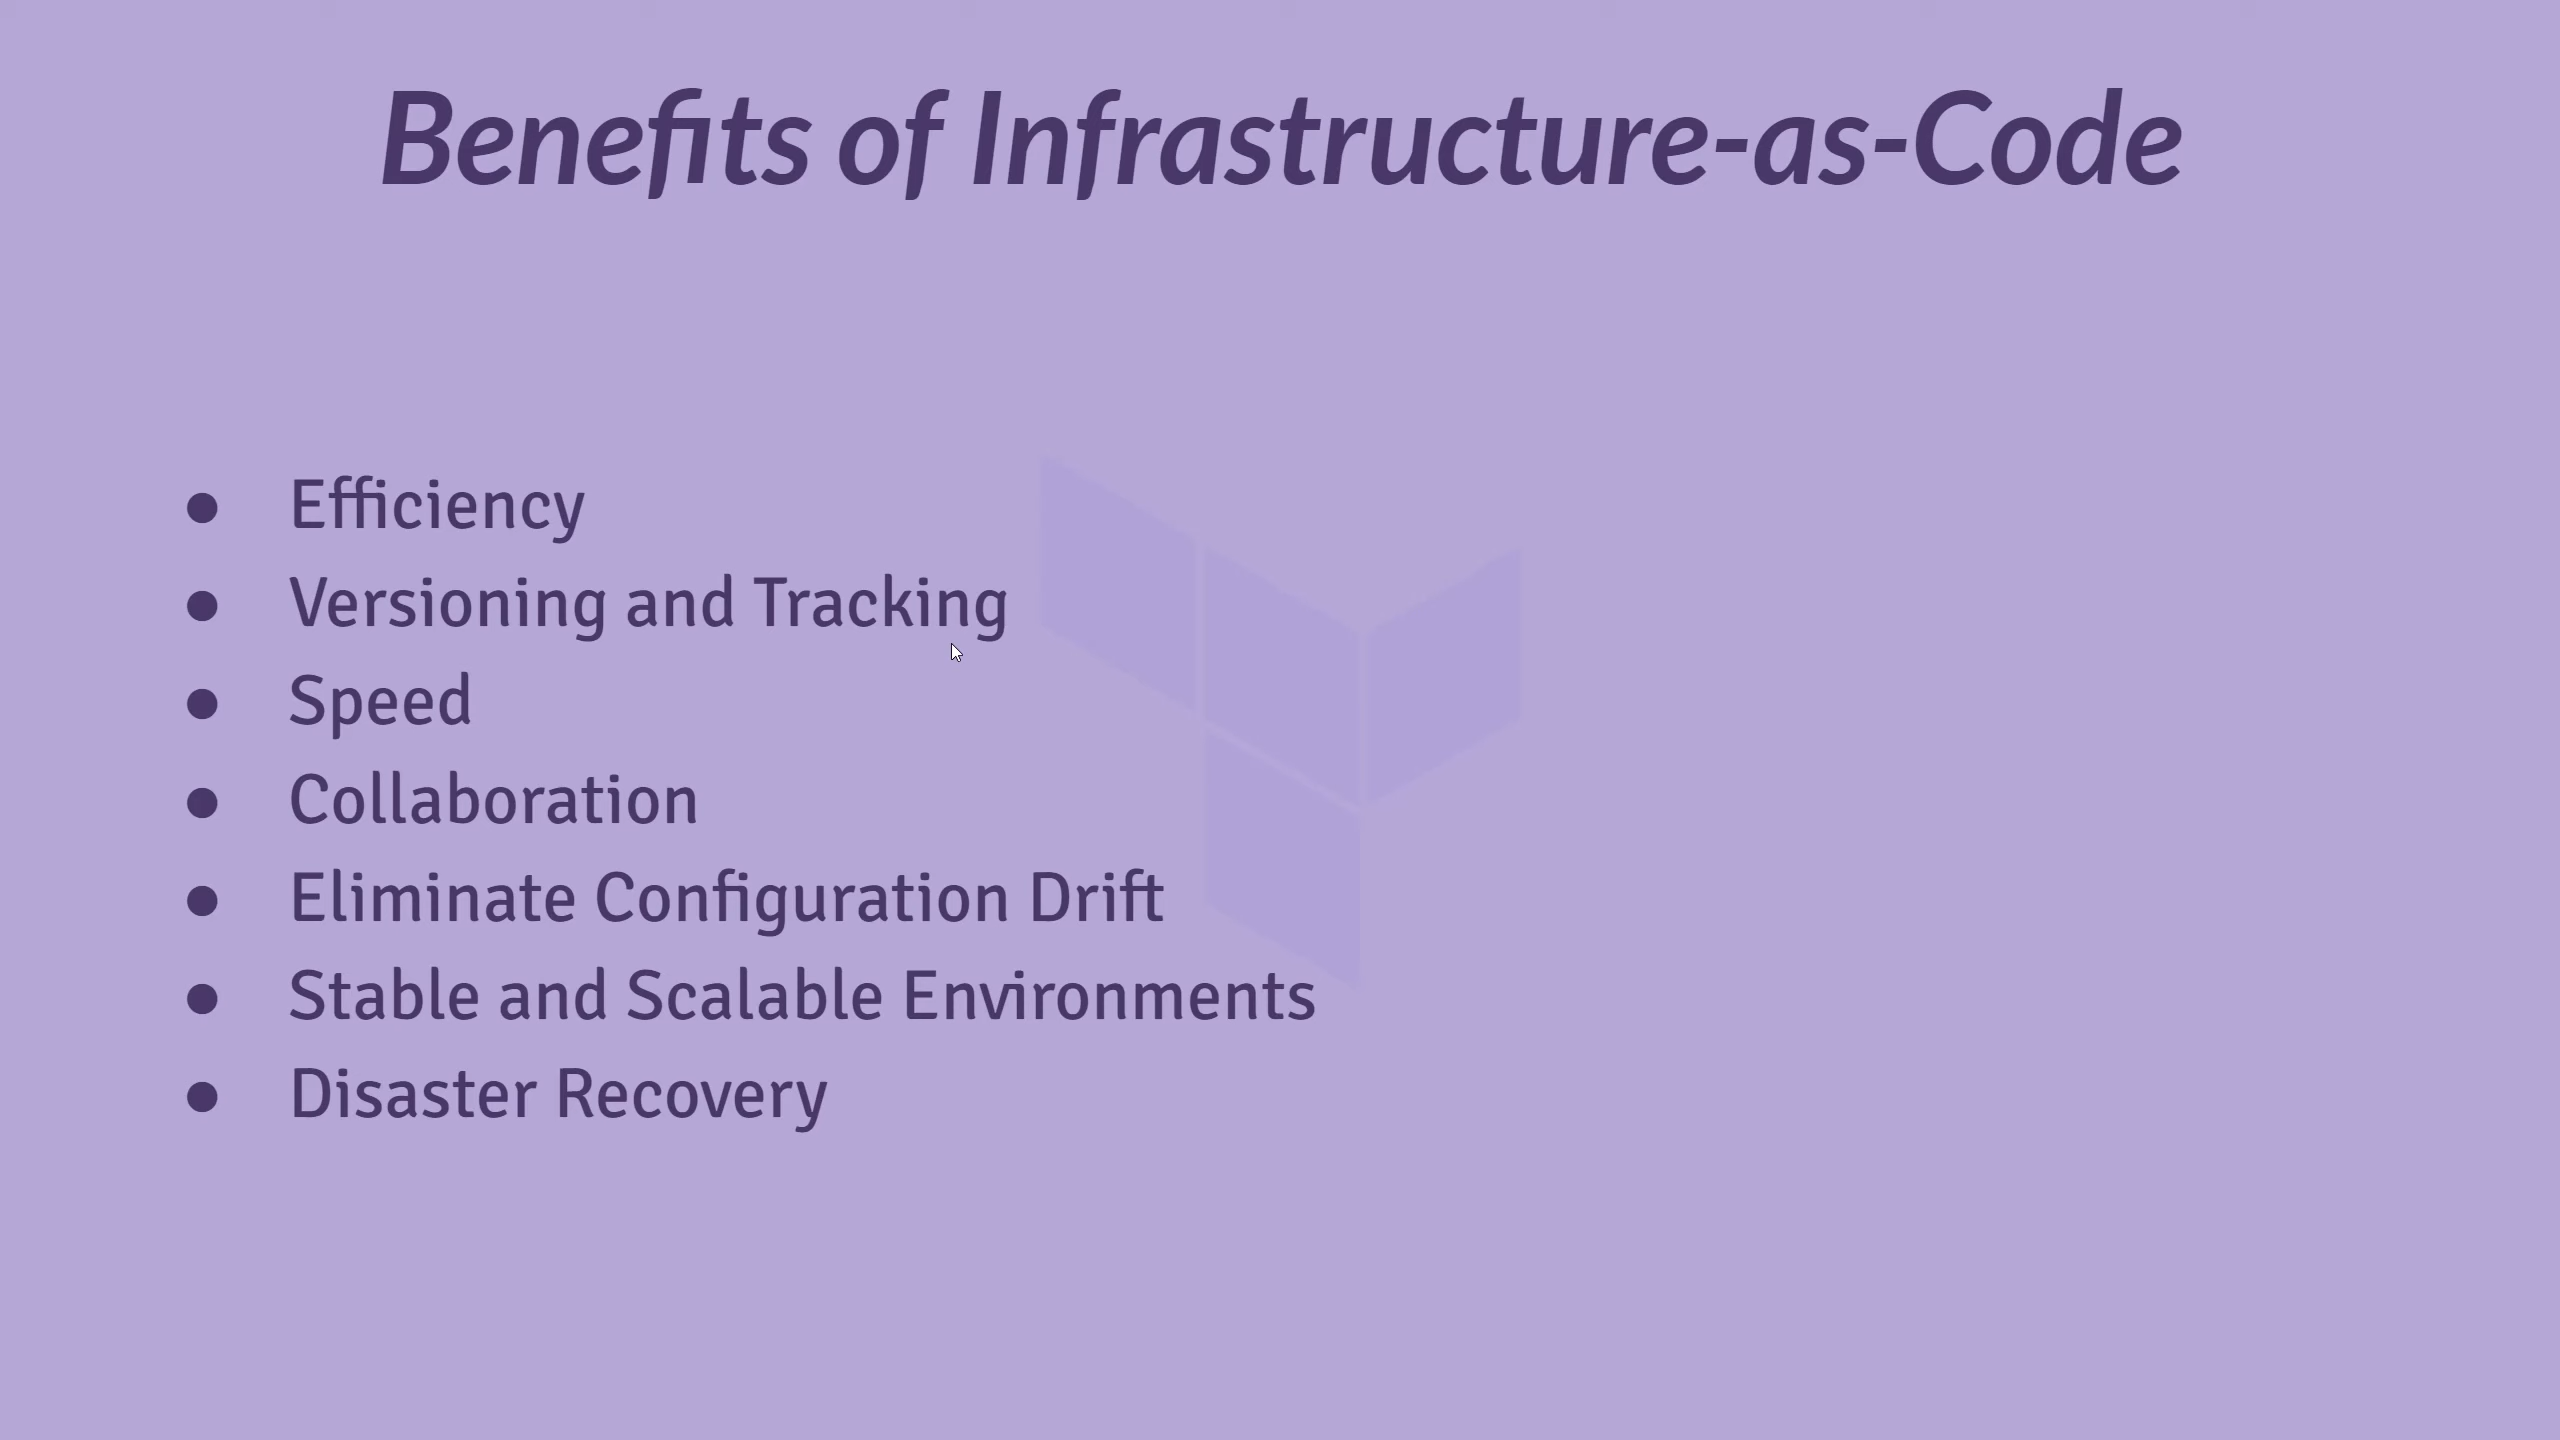 Benefits of Infrastructure-as-Code
● Efficiency
● Versioning and Tracking
● Speed
● Collaboration
● Eliminate Configuration Drift
● Stable and Scalable Environments
● Disaster Recovery